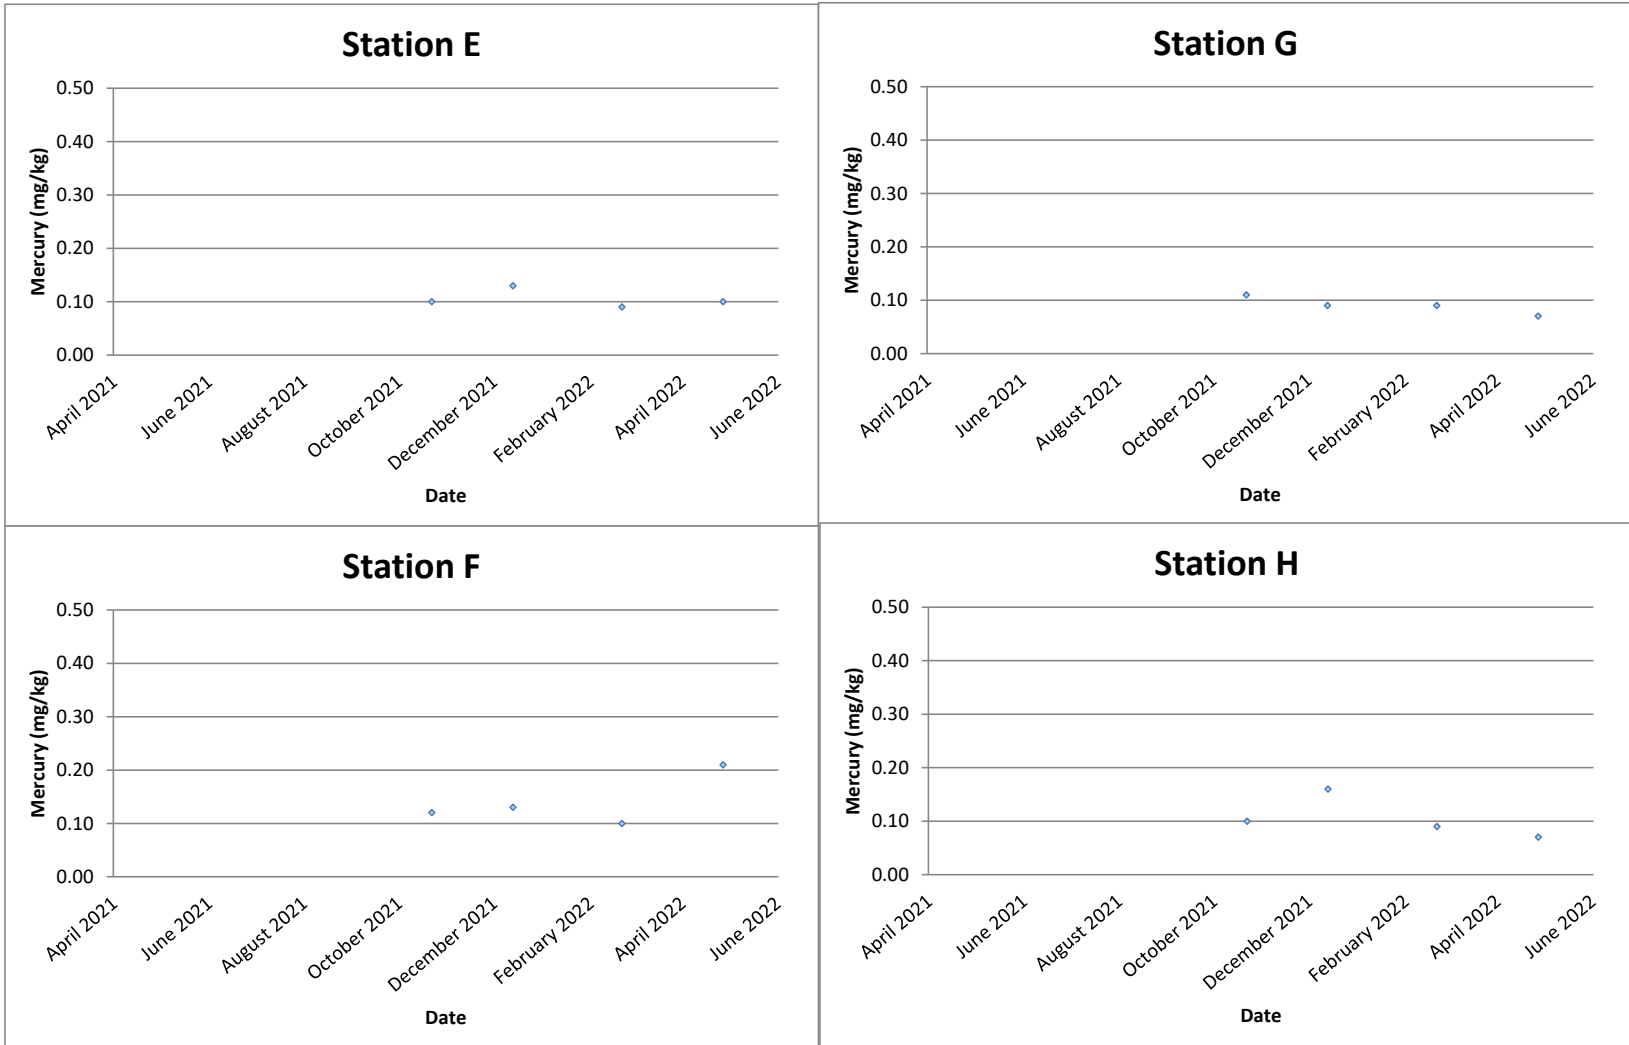 Station E
0.50
0.40
0.30
0.20
0.10
0.00
Mercury (mg/kg)
April 2021
June 2021
August 2021
October 2021
December 2021
February 2022
April 2022
June 2022
Date
Station G
0.50
0.40
0.30
0.20
0.10
0.00
Mercury (mg/kg)
April 2021
June 2021
August 2021
October 2021
December 2021
February 2022
April 2022
June 2022
Date
Station F
0.50
0.40
0.30
0.20
0.10
0.00
Mercury (mg/kg)
April 2021
June 2021
August 2021
October 2021
December 2021
February 2022
April 2022
June 2022
Date
Station H
0.50
0.40
0.30
0.20
0.10
0.00
Mercury (mg/kg)
April 2021
June 2021
August 2021
October 2021
December 2021
February 2022
April 2022
June 2022
Date